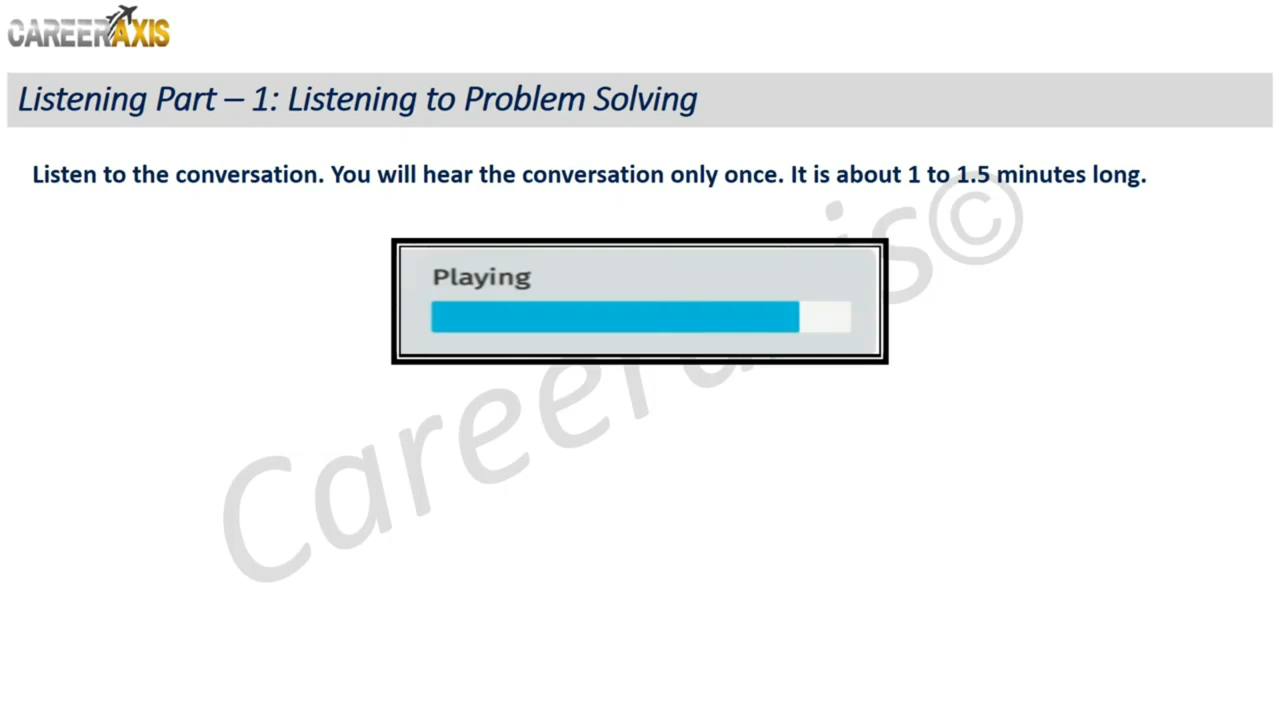 CAREERAXIS
Listening Part – 1: Listening to Problem Solving
Listen to the conversation. You will hear the conversation only once. It is about 1 to 1.5 minutes long.
Playing
Careeraxis©